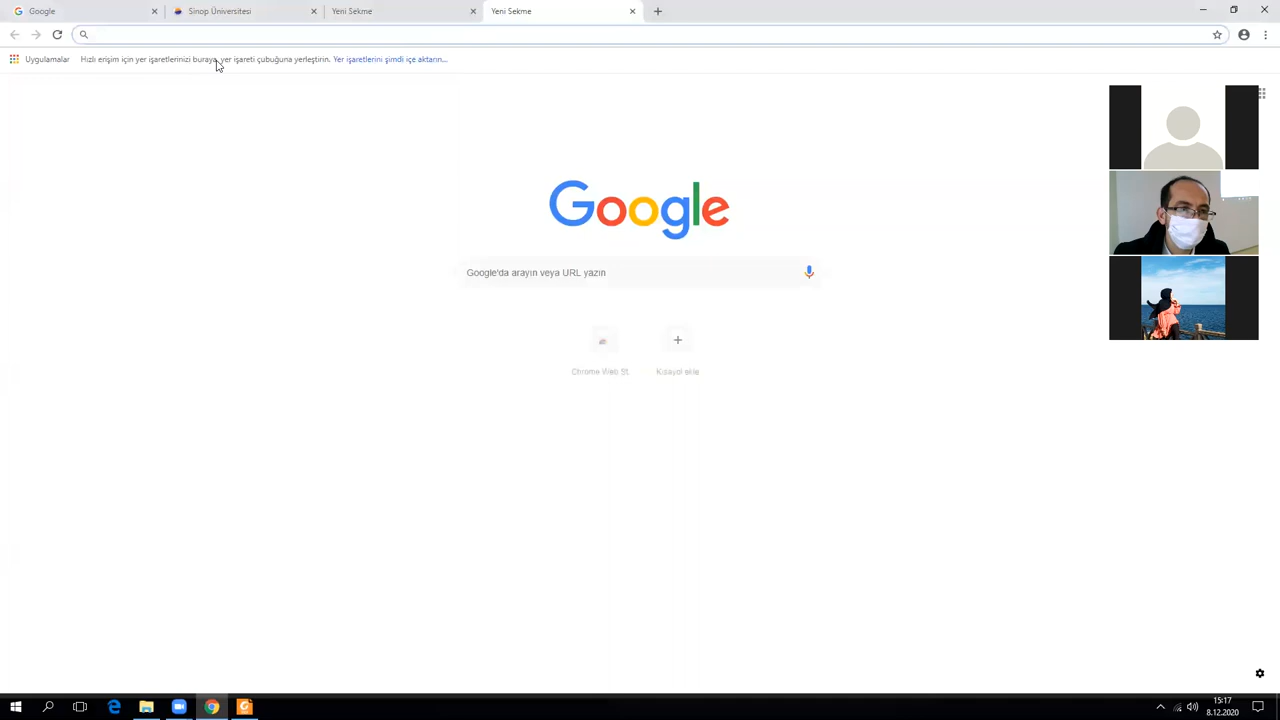 Google
Sinop Üniversitesi
Yeni Sekme
Yeni Sekme
Uygulamalar
Hızlı erişim için yer işaretlerinizi buraya, yer işareti çubuğuna yerleştirin. Yer işaretlerini şimdi içe aktarın...
Google
Google'da arayın veya URL yazın
Chrome Web St.
Kısayol ekle
15:17
8.12.2020